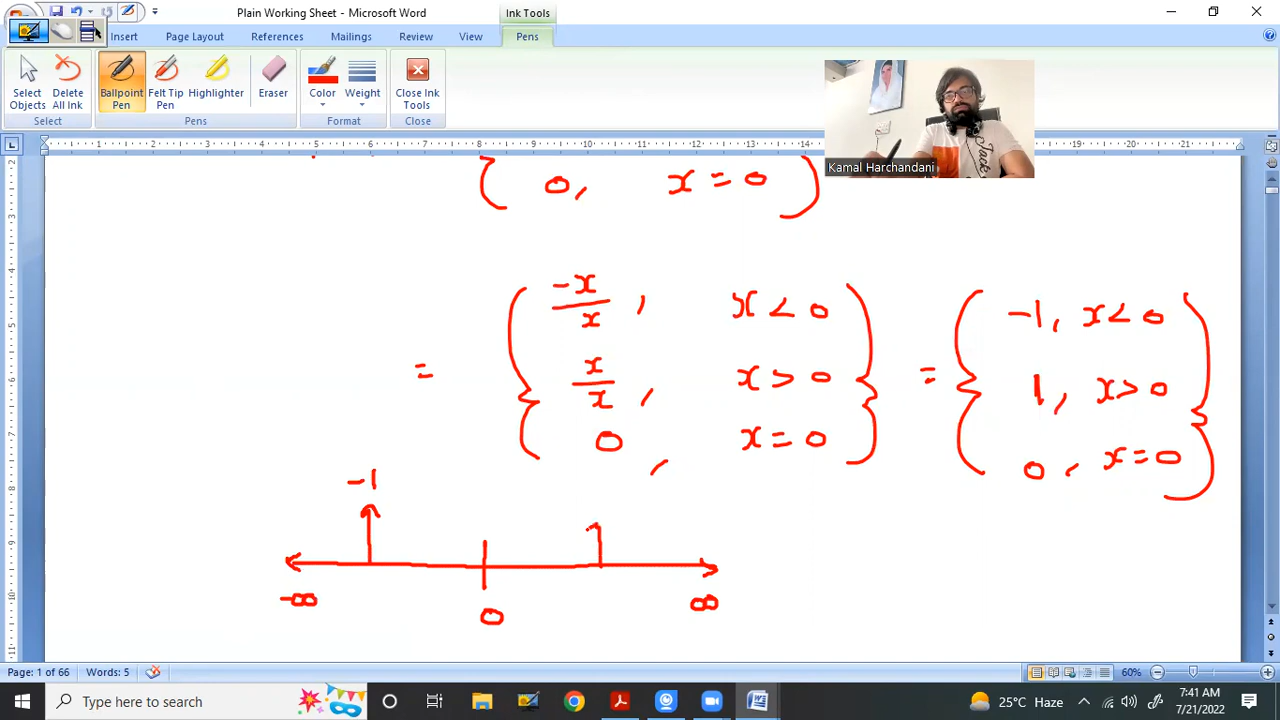 Plain Working Sheet - Microsoft Word
Ink Tools
Insert Page Layout References Mailings Review View Pens
Select Objects
Delete All Ink
Ballpoint Pen
Felt Tip Pen
Highlighter
Eraser
Color
Weight
Close Ink Tools
Select Pens Format Close
Kamal Harchandani
0, x = 0
= { -x/x , x < 0 = { -1, x < 0
x/x , x > 0 1, x > 0
0 , x = 0 0, x = 0
-1
-∞ 0 ∞
Page: 1 of 66 Words: 5 60%
Type here to search
25°C Haze
7:41 AM
7/21/2022